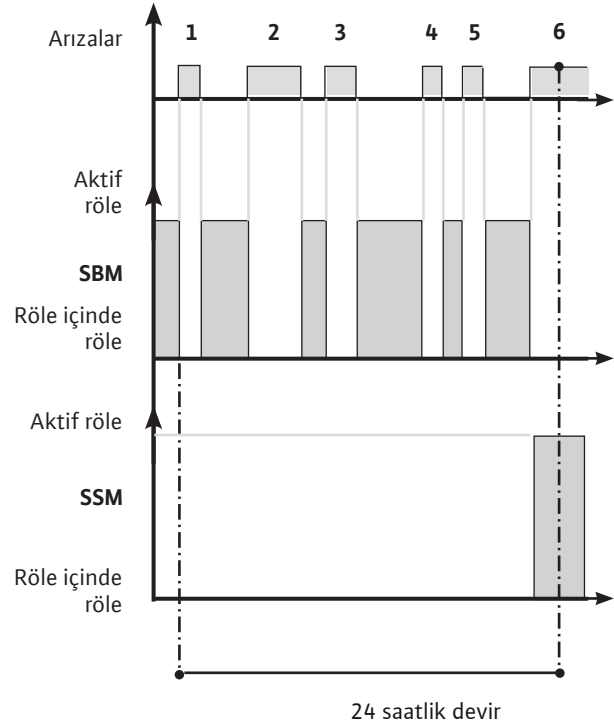 Arızalar
1 2 3 4 5 6
Aktif
röle
SBM
Röle içinde
röle
Aktif röle
SSM
Röle içinde
röle
24 saatlik devir